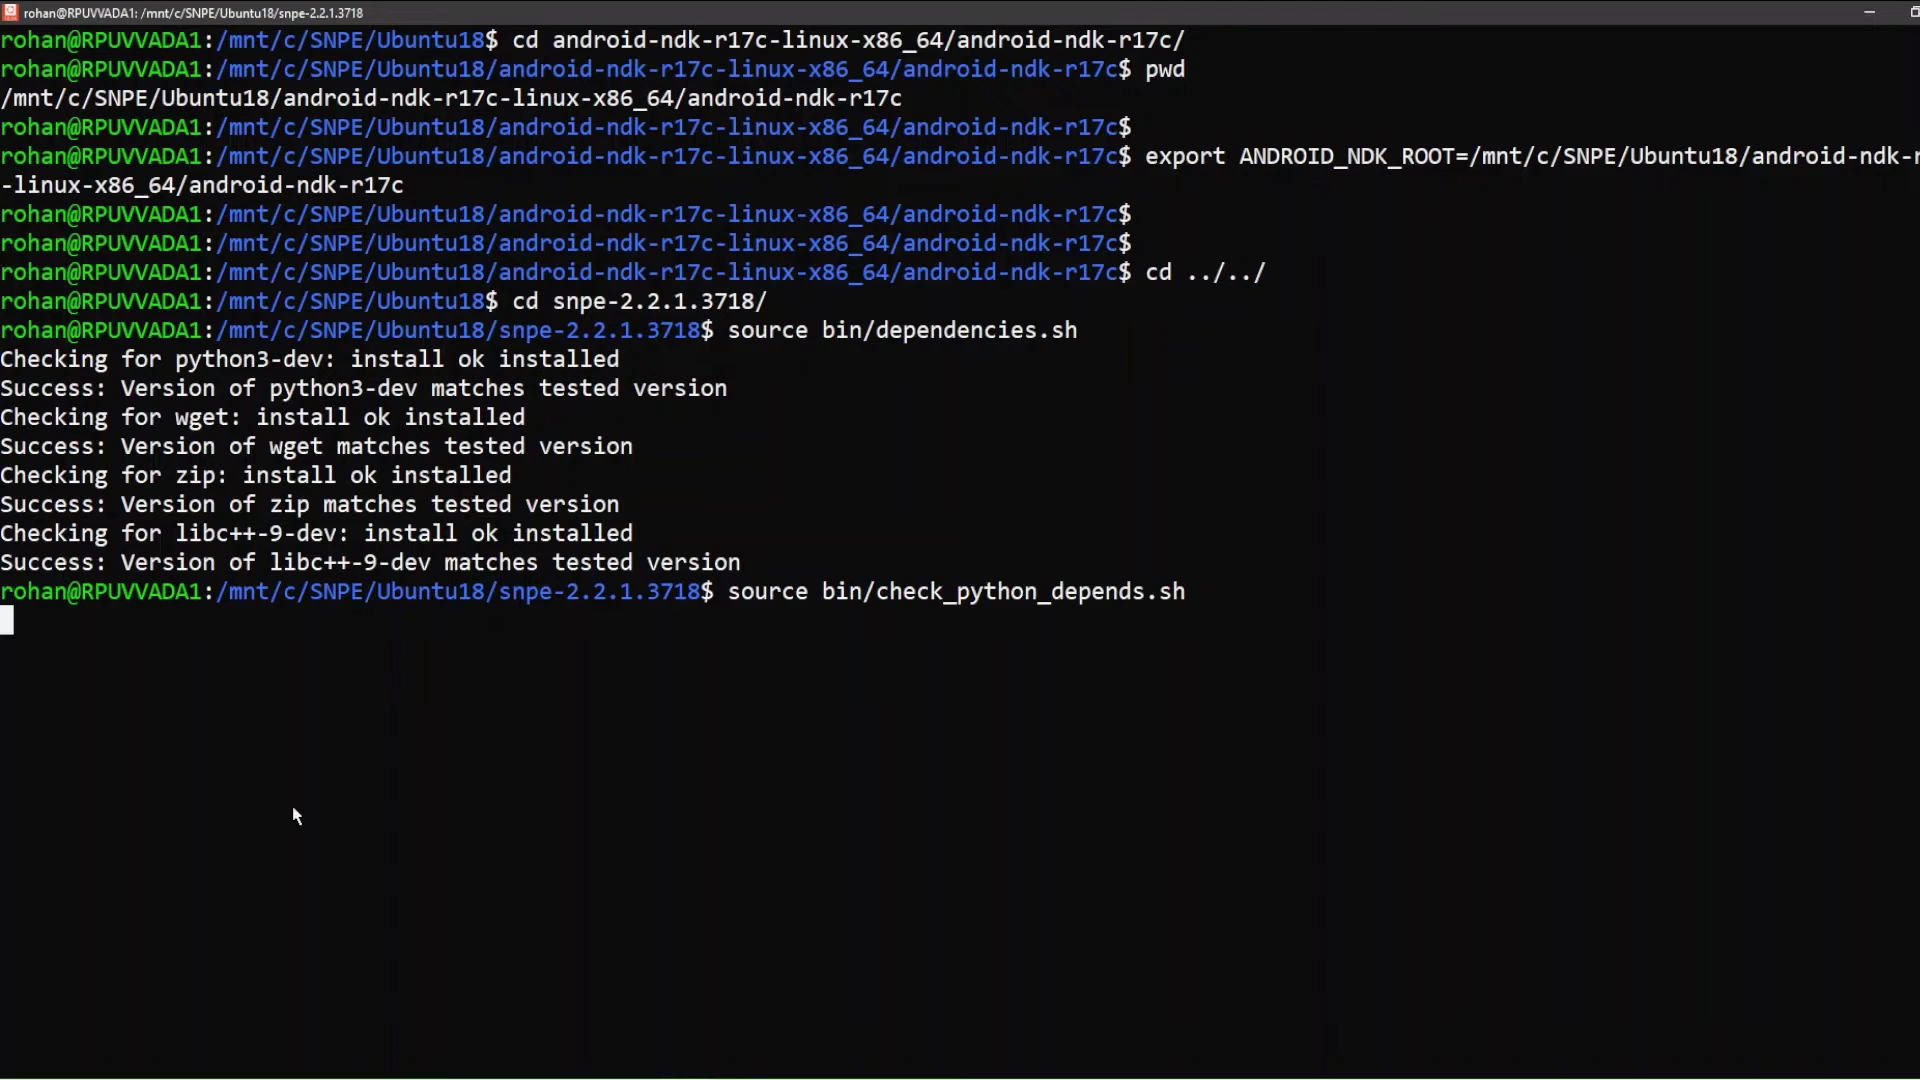 rohan@RPUVVADA1: /mnt/c/SNPE/Ubuntu18/snpe-2.2.1.3718
rohan@RPUVVADA1:/mnt/c/SNPE/Ubuntu18$ cd android-ndk-r17c-linux-x86_64/android-ndk-r17c/
rohan@RPUVVADA1:/mnt/c/SNPE/Ubuntu18/android-ndk-r17c-linux-x86_64/android-ndk-r17c$ pwd
/mnt/c/SNPE/Ubuntu18/android-ndk-r17c-linux-x86_64/android-ndk-r17c
rohan@RPUVVADA1:/mnt/c/SNPE/Ubuntu18/android-ndk-r17c-linux-x86_64/android-ndk-r17c$
rohan@RPUVVADA1:/mnt/c/SNPE/Ubuntu18/android-ndk-r17c-linux-x86_64/android-ndk-r17c$ export ANDROID_NDK_ROOT=/mnt/c/SNPE/Ubuntu18/android-ndk-r
-linux-x86_64/android-ndk-r17c
rohan@RPUVVADA1:/mnt/c/SNPE/Ubuntu18/android-ndk-r17c-linux-x86_64/android-ndk-r17c$
rohan@RPUVVADA1:/mnt/c/SNPE/Ubuntu18/android-ndk-r17c-linux-x86_64/android-ndk-r17c$
rohan@RPUVVADA1:/mnt/c/SNPE/Ubuntu18/android-ndk-r17c-linux-x86_64/android-ndk-r17c$ cd ../../
rohan@RPUVVADA1:/mnt/c/SNPE/Ubuntu18$ cd snpe-2.2.1.3718/
rohan@RPUVVADA1:/mnt/c/SNPE/Ubuntu18/snpe-2.2.1.3718$ source bin/dependencies.sh
Checking for python3-dev: install ok installed
Success: Version of python3-dev matches tested version
Checking for wget: install ok installed
Success: Version of wget matches tested version
Checking for zip: install ok installed
Success: Version of zip matches tested version
Checking for libc++-9-dev: install ok installed
Success: Version of libc++-9-dev matches tested version
rohan@RPUVVADA1:/mnt/c/SNPE/Ubuntu18/snpe-2.2.1.3718$ source bin/check_python_depends.sh